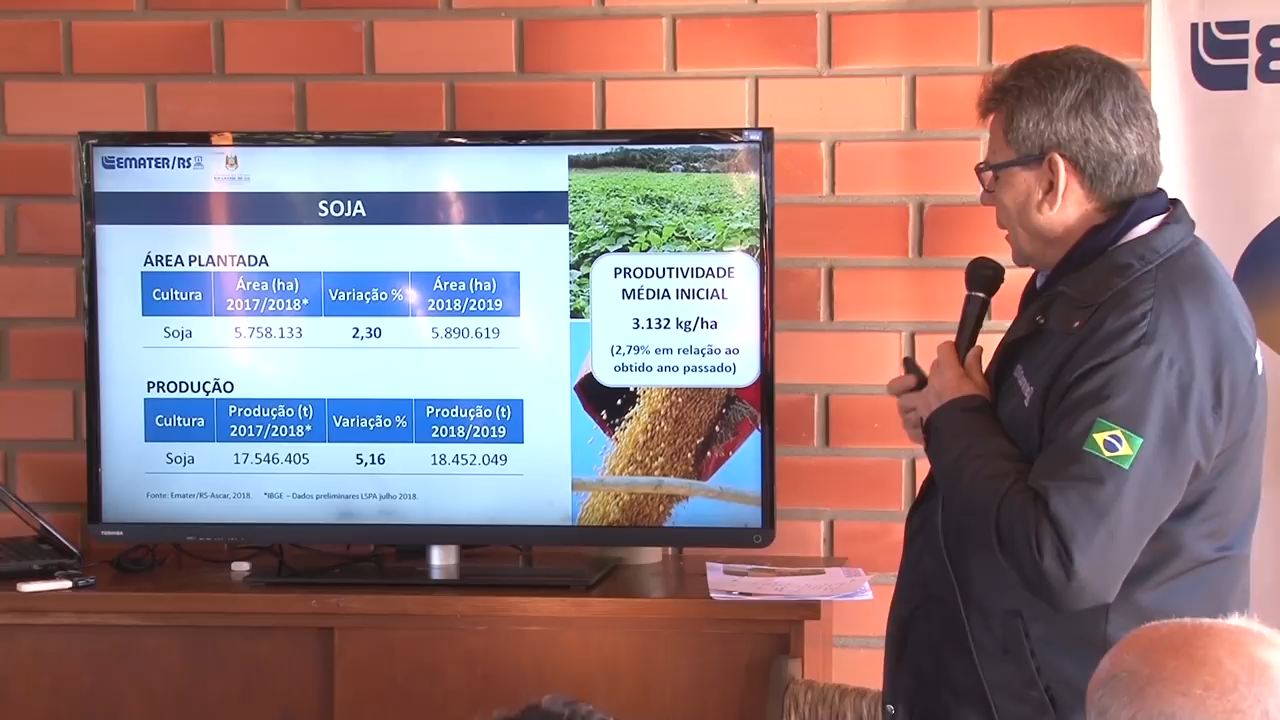 EMATER/RS
SOJA
ÁREA PLANTADA
Cultura
Área (ha)
2017/2018*
Variação %
Área (ha)
2018/2019
Soja
5.758.133
2,30
5.890.619
PRODUÇÃO
Cultura
Produção (t)
2017/2018*
Variação %
Produção (t)
2018/2019
Soja
17.546.405
5,16
18.452.049
Fonte: Emater/RS-Ascar, 2018. *IBGE – Dados preliminares LSPA julho 2018.
PRODUTIVIDADE
MÉDIA INICIAL
3.132 kg/ha
(2,79% em relação ao
obtido ano passado)
TOSHIBA